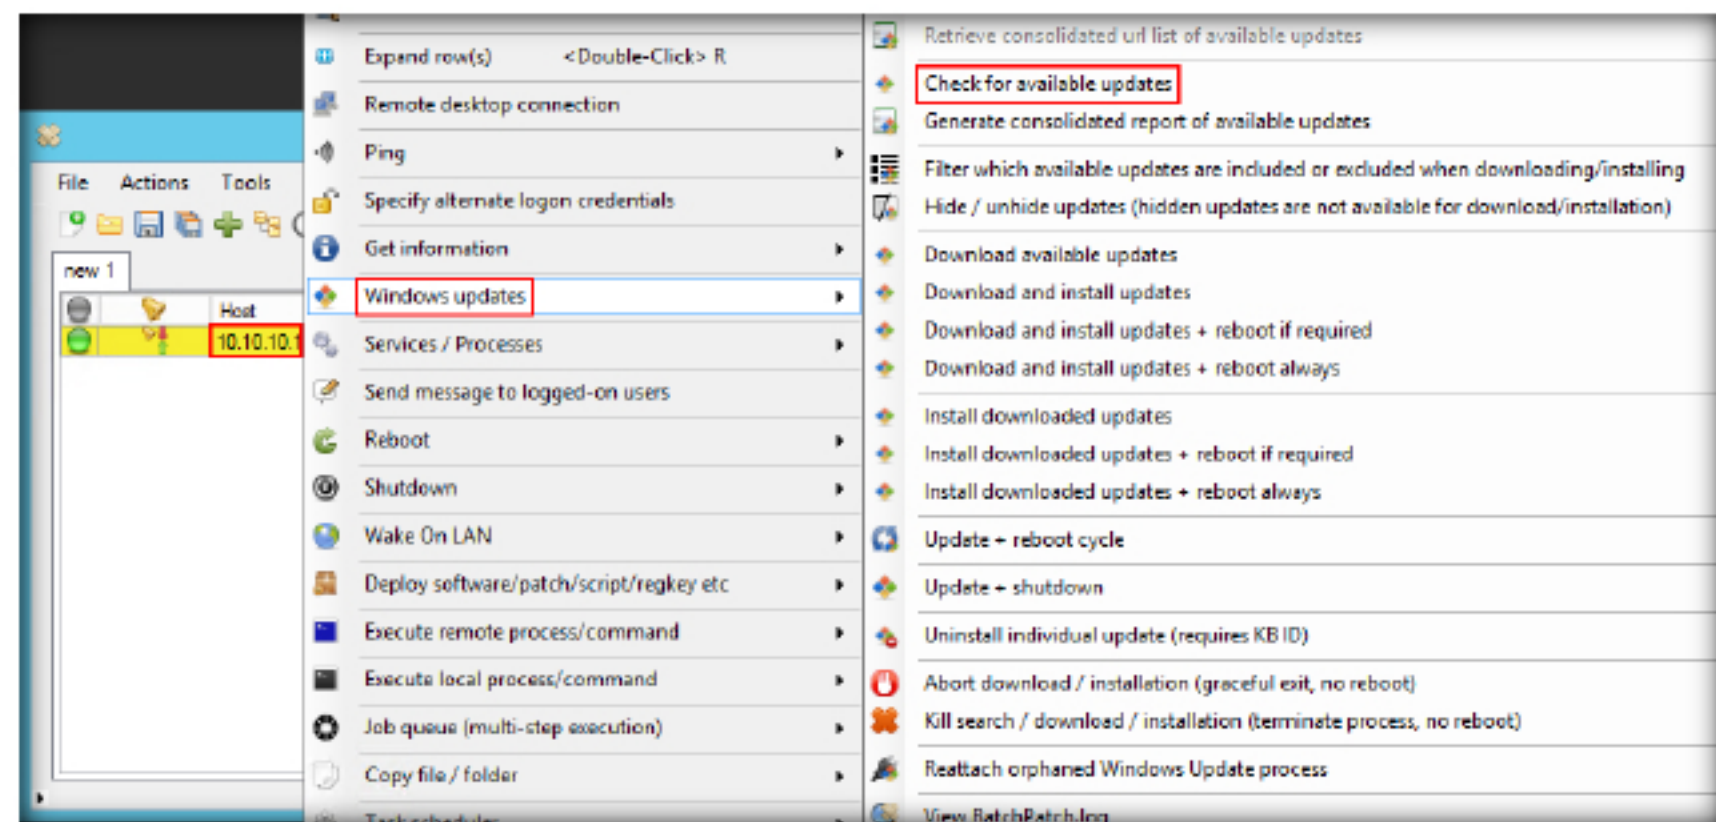 File Actions Tools
new 1
Host
10.10.10.1
Expand row(s) <Double-Click> R
Remote desktop connection
Ping
Specify alternate logon credentials
Get information
Windows updates
Services / Processes
Send message to logged-on users
Reboot
Shutdown
Wake On LAN
Deploy software/patch/script/regkey etc
Execute remote process/command
Execute local process/command
Job queue (multi-step execution)
Copy file / folder
Task scheduler
Retrieve consolidated url list of available updates
Check for available updates
Generate consolidated report of available updates
Filter which available updates are included or excluded when downloading/installing
Hide / unhide updates (hidden updates are not available for download/installation)
Download available updates
Download and install updates
Download and install updates + reboot if required
Download and install updates + reboot always
Install downloaded updates
Install downloaded updates + reboot if required
Install downloaded updates + reboot always
Update + reboot cycle
Update + shutdown
Uninstall individual update (requires KB ID)
Abort download / installation (graceful exit, no reboot)
Kill search / download / installation (terminate process, no reboot)
Reattach orphaned Windows Update process
View BatchPatch.log